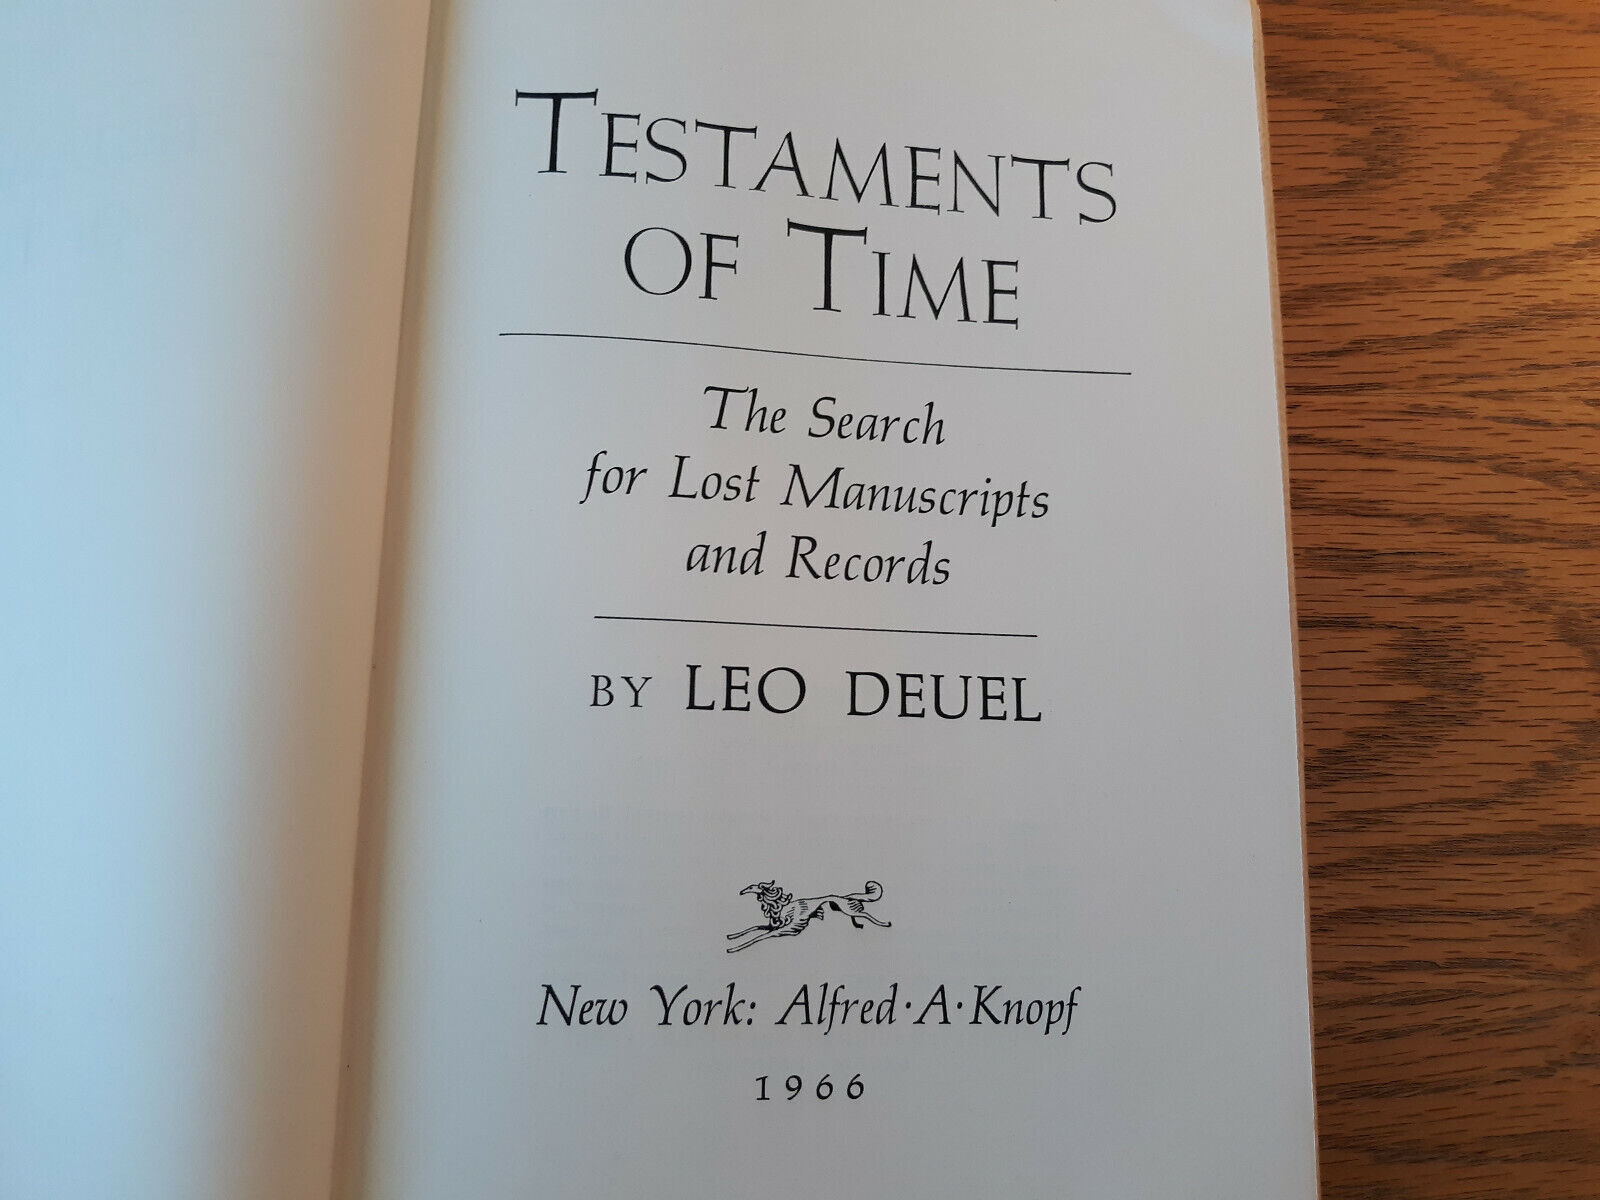 TESTAMENTS
OF TIME
The Search
for Lost Manuscripts
and Records
BY LEO DEUEL
New York: Alfred·A·Knopf
1966